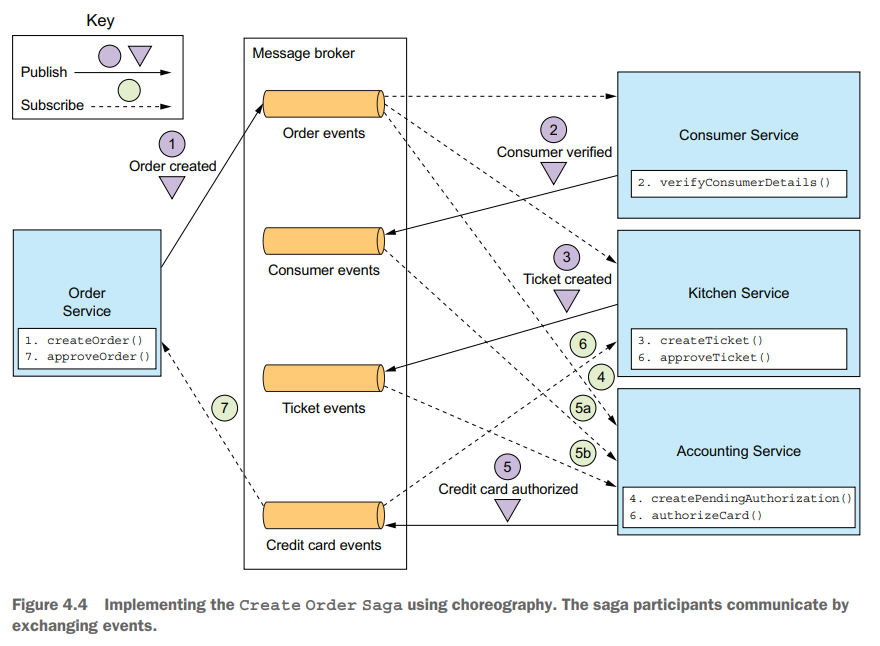 Key
Publish
Subscribe
Message broker
Order events
Consumer events
Ticket events
Credit card events
1
Order created
Order
Service
1. createOrder()
7. approveOrder()
7
2
Consumer verified
3
Ticket created
6
4
5a
5b
5
Credit card authorized
Consumer Service
2. verifyConsumerDetails()
Kitchen Service
3. createTicket()
6. approveTicket()
Accounting Service
4. createPendingAuthorization()
6. authorizeCard()
Figure 4.4 Implementing the Create Order Saga using choreography. The saga participants communicate by
exchanging events.